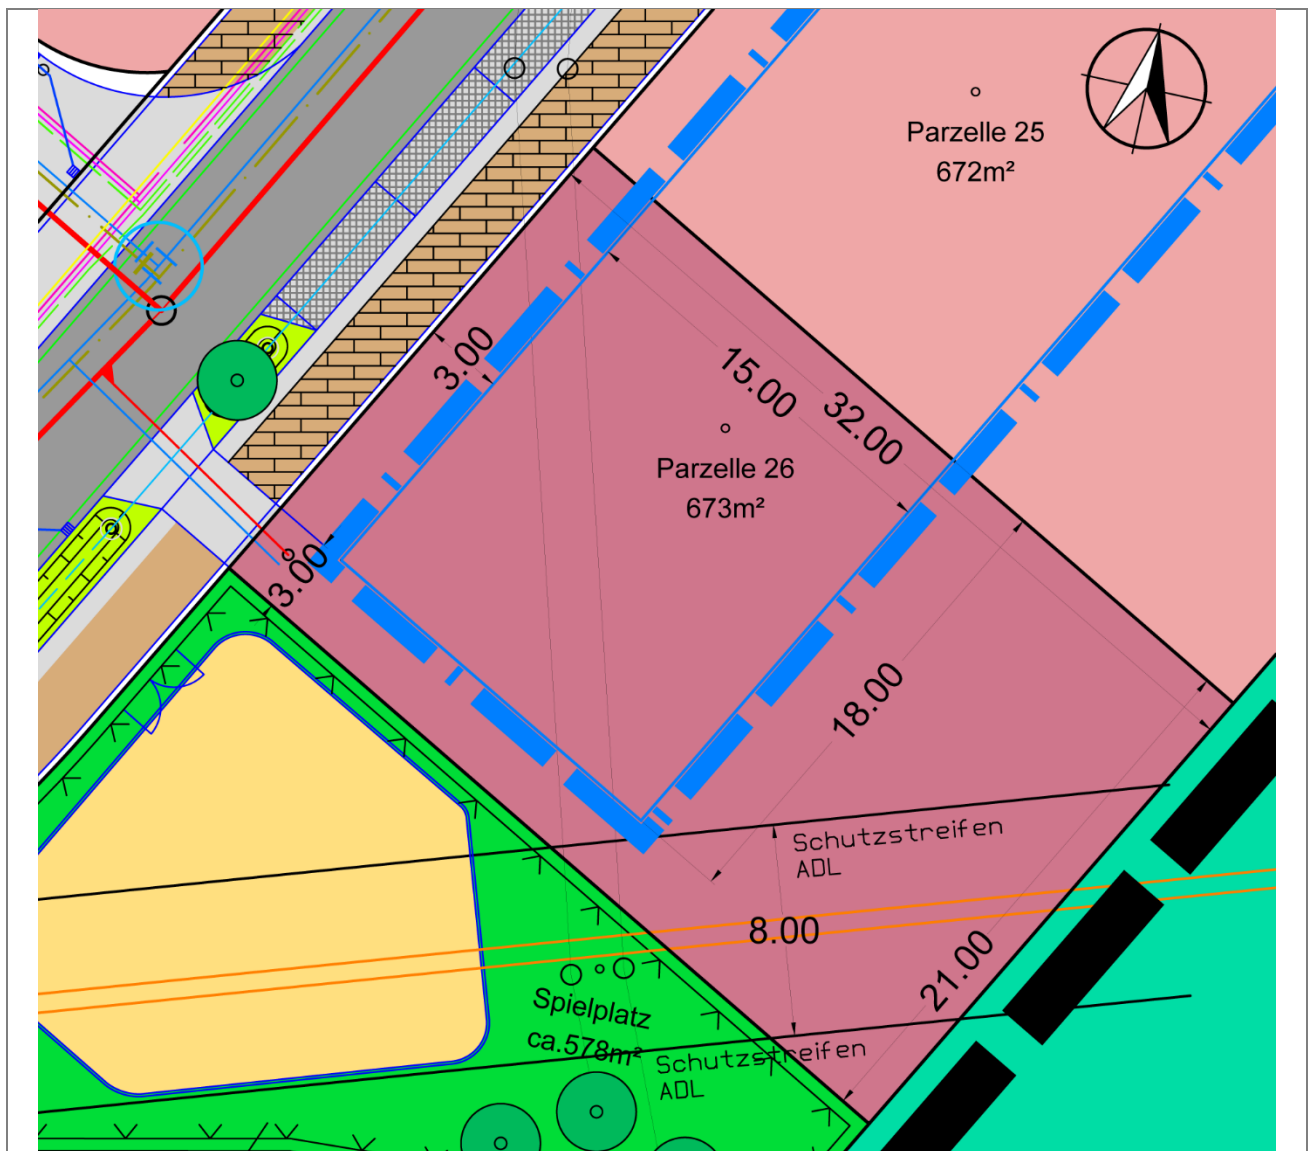 Parzelle 25
672m²
3.00
15.00
32.00
Parzelle 26
673m²
3.00
18.00
Schutzstreifen
ADL
8.00
21.00
Spielplatz
ca.578m²
Schutzstreifen
ADL